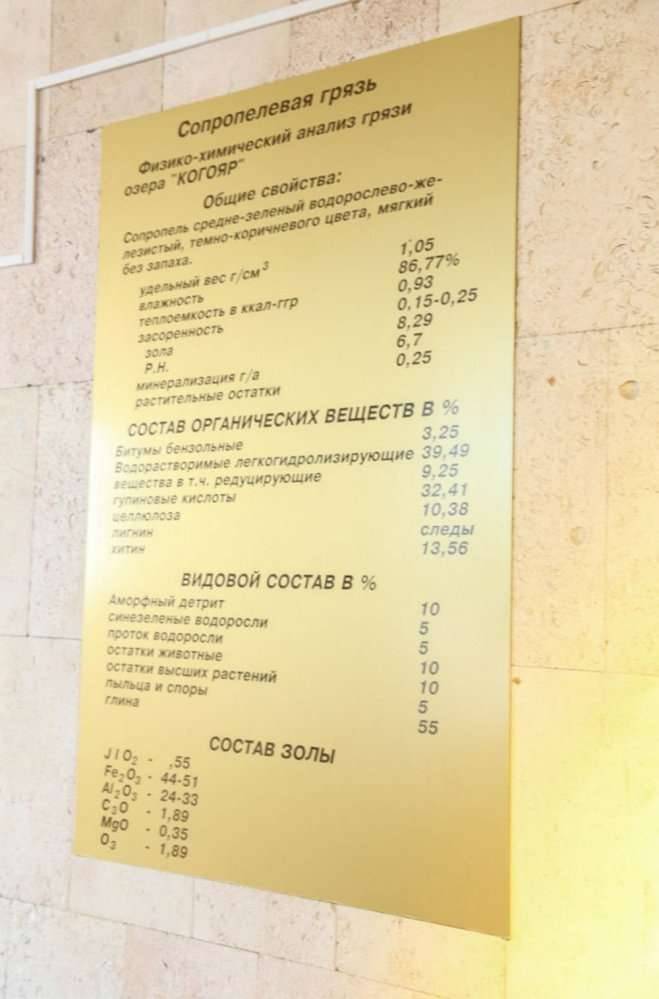 Сопропелевая грязь
Физико-химический анализ грязи
озера "КОГОЯР"
Общие свойства:
Сопропель средне-зеленый водорослево-же-
лезистый, темно-коричневого цвета, мягкий
без запаха.
удельный вес г/см³ 1,05
влажность 86,77%
теплоемкость в ккал-ггр 0,93
засоренность 0,15-0,25
зола 8,29
Р.Н. 6,7
минерализация г/а 0,25
растительные остатки
СОСТАВ ОРГАНИЧЕСКИХ ВЕЩЕСТВ В %
Битумы бензольные 3,25
Водорастворимые легкогидролизирующие 39,49
вещества в т.ч. редуцирующие 9,25
гупиновые кислоты 32,41
целлюлоза 10,38
лигнин следы
хитин 13,56
ВИДОВОЙ СОСТАВ В %
Аморфный детрит 10
синезеленые водоросли 5
проток водоросли 5
остатки животные 10
остатки высших растений 10
пыльца и споры 5
глина 55
СОСТАВ ЗОЛЫ
JIO₂ - ,55
Fe₂O₃ - 44-51
Al₂O₃ - 24-33
C₂O - 1,89
MgO - 0,35
O₃ - 1,89